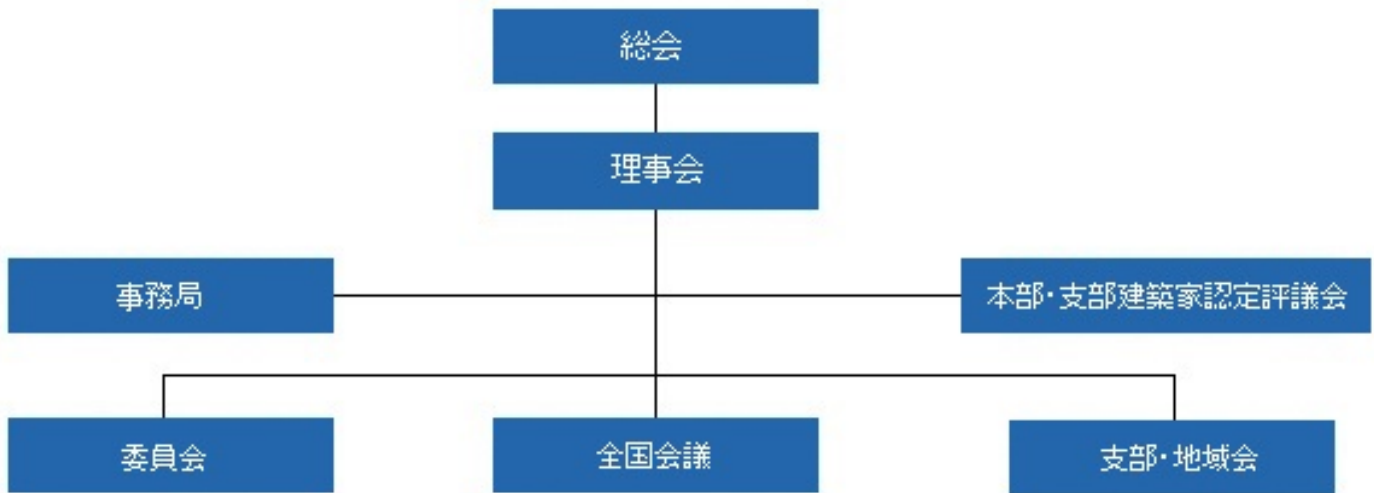 総会
理事会
事務局
本部・支部建築家認定評議会
委員会
全国会議
支部・地域会